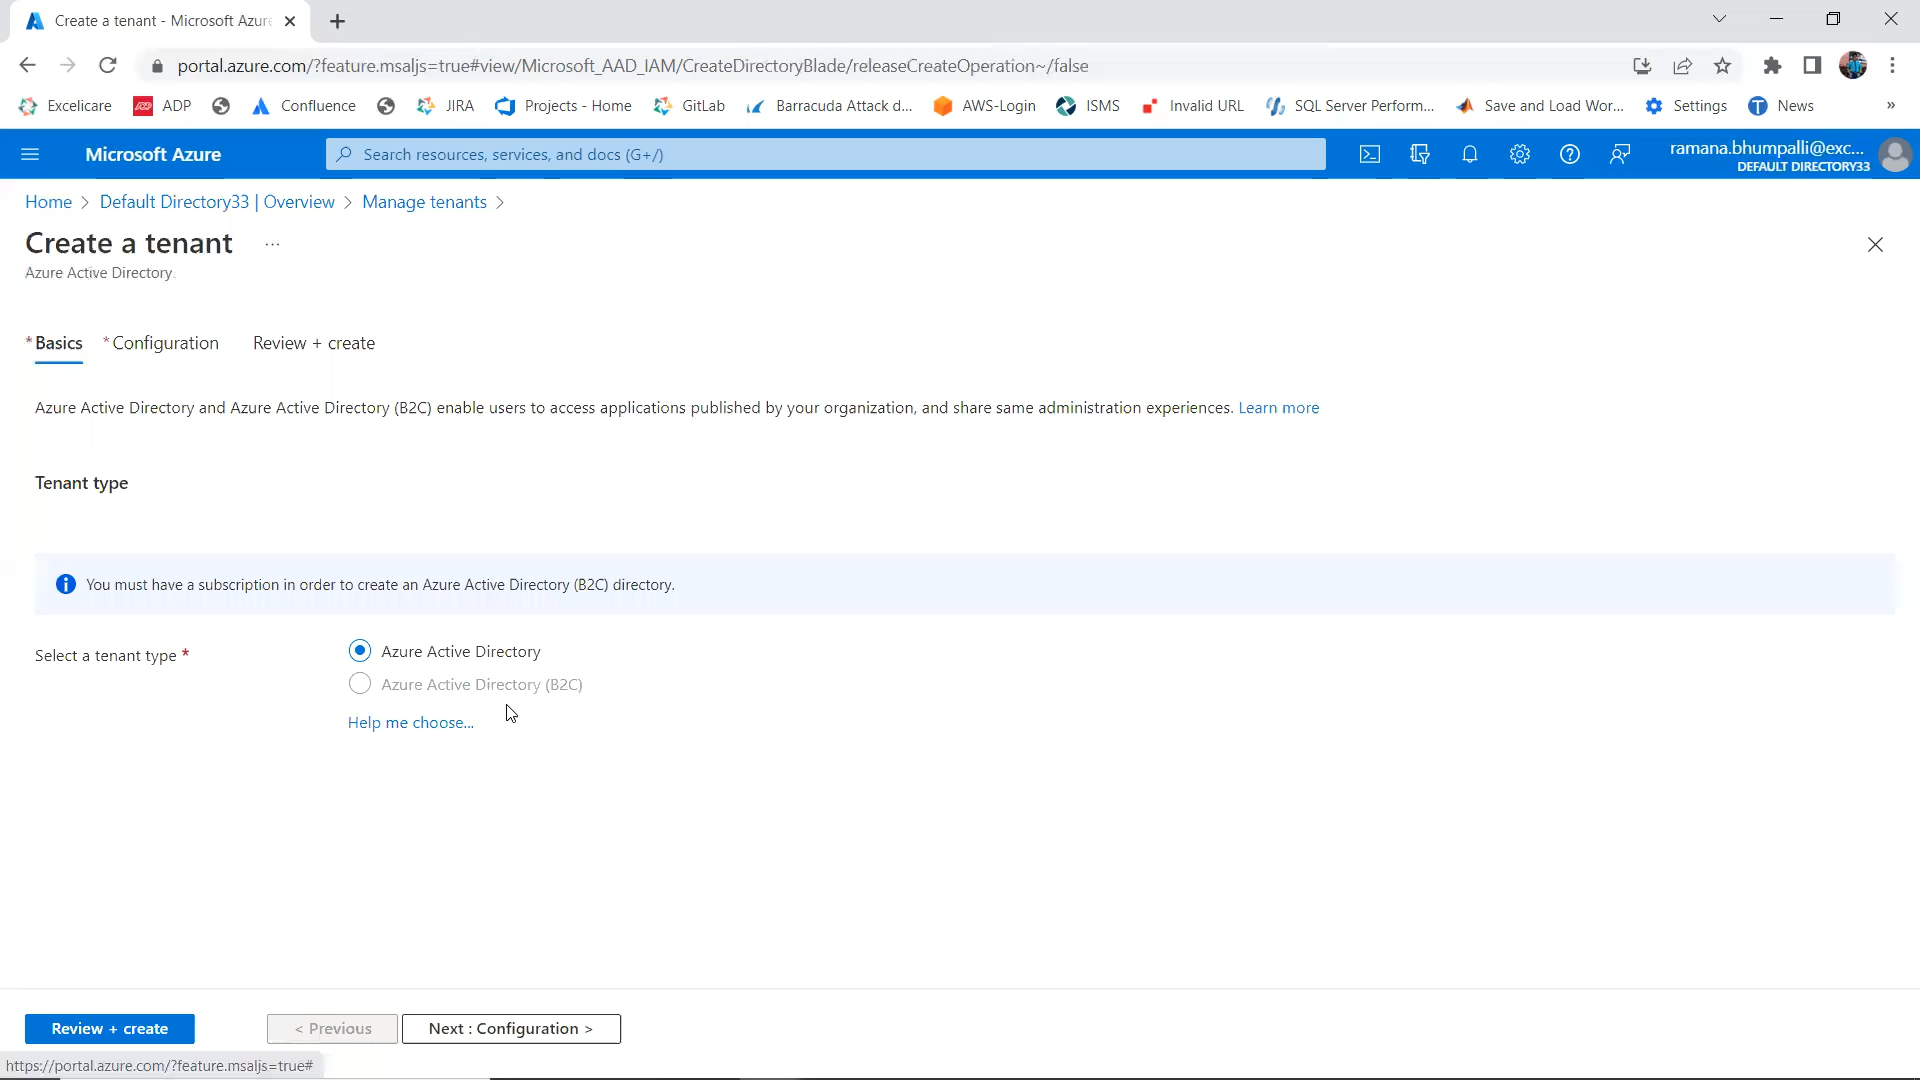 Create a tenant - Microsoft Azure
portal.azure.com/?feature.msaljs=true#view/Microsoft_AAD_IAM/CreateDirectoryBlade/releaseCreateOperation~/false
Excelicare ADP Confluence JIRA Projects - Home GitLab Barracuda Attack d... AWS-Login ISMS Invalid URL SQL Server Perform... Save and Load Wor... Settings News »
Microsoft Azure
Search resources, services, and docs (G+/)
ramana.bhumpalli@exc...
DEFAULT DIRECTORY33
Home > Default Directory33 | Overview > Manage tenants >
Create a tenant ...
Azure Active Directory
* Basics * Configuration Review + create
Azure Active Directory and Azure Active Directory (B2C) enable users to access applications published by your organization, and share same administration experiences. Learn more
Tenant type
You must have a subscription in order to create an Azure Active Directory (B2C) directory.
Select a tenant type *
Azure Active Directory
Azure Active Directory (B2C)
Help me choose...
Review + create < Previous Next : Configuration >
https://portal.azure.com/?feature.msaljs=true#